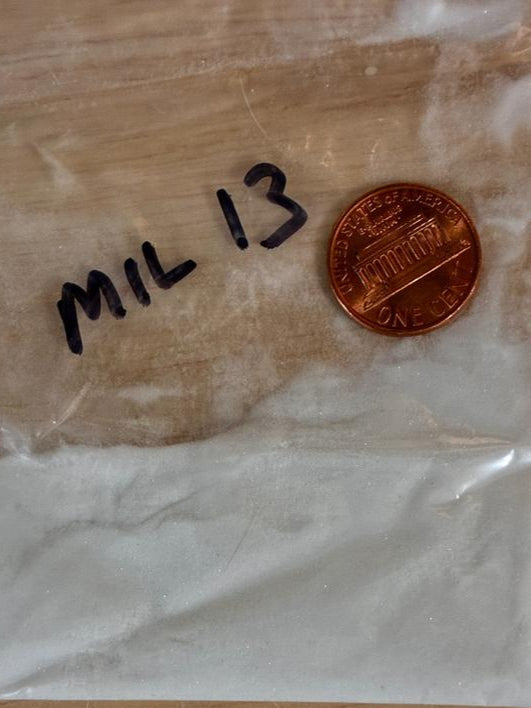 MIL 13
UNITED STATES of AMERICA
ONE CENT